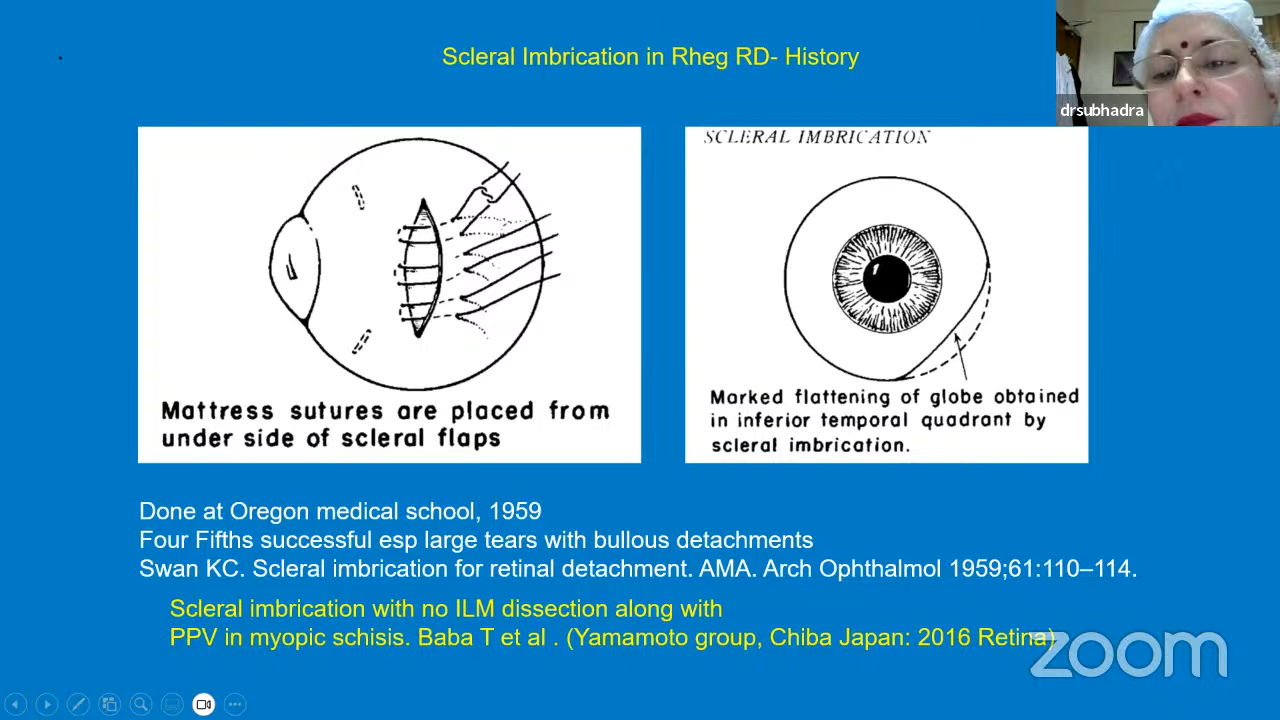 Scleral Imbrication in Rheg RD- History
drsubhadra
SCLERAL IMBRICATION
Mattress sutures are placed from
under side of scleral flaps
Marked flattening of globe obtained
in inferior temporal quadrant by
scleral imbrication.
Done at Oregon medical school, 1959
Four Fifths successful esp large tears with bullous detachments
Swan KC. Scleral imbrication for retinal detachment. AMA. Arch Ophthalmol 1959;61:110–114.
Scleral imbrication with no ILM dissection along with
PPV in myopic schisis. Baba T et al . (Yamamoto group, Chiba Japan: 2016 Retina)
zoom